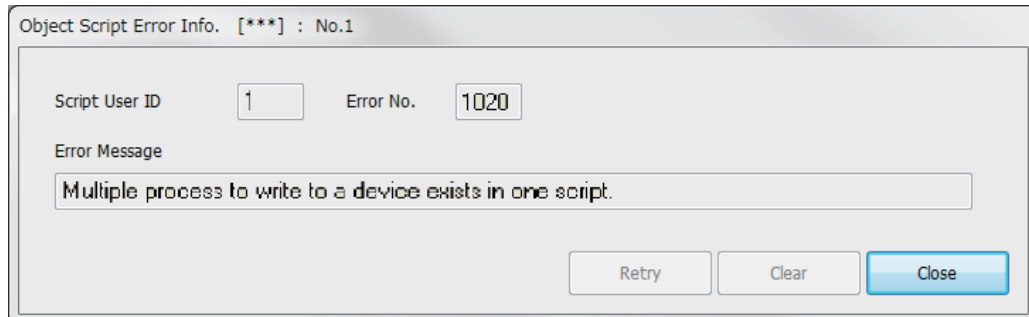 Object Script Error Info. [***] : No.1
Script User ID 1 Error No. 1020
Error Message
Multiple process to write to a device exists in one script.
Retry Clear Close